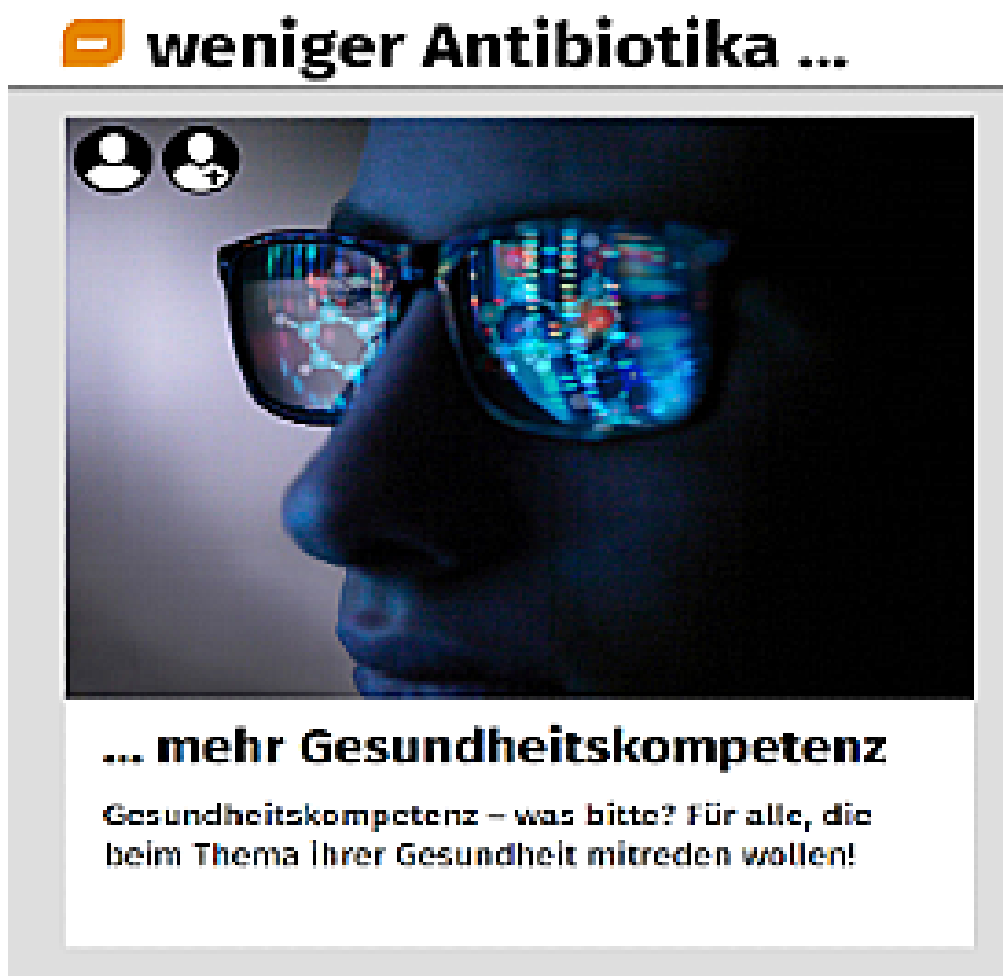 weniger Antibiotika ...
... mehr Gesundheitskompetenz
Gesundheitskompetenz – was bitte? Für alle, die
beim Thema ihrer Gesundheit mitreden wollen!